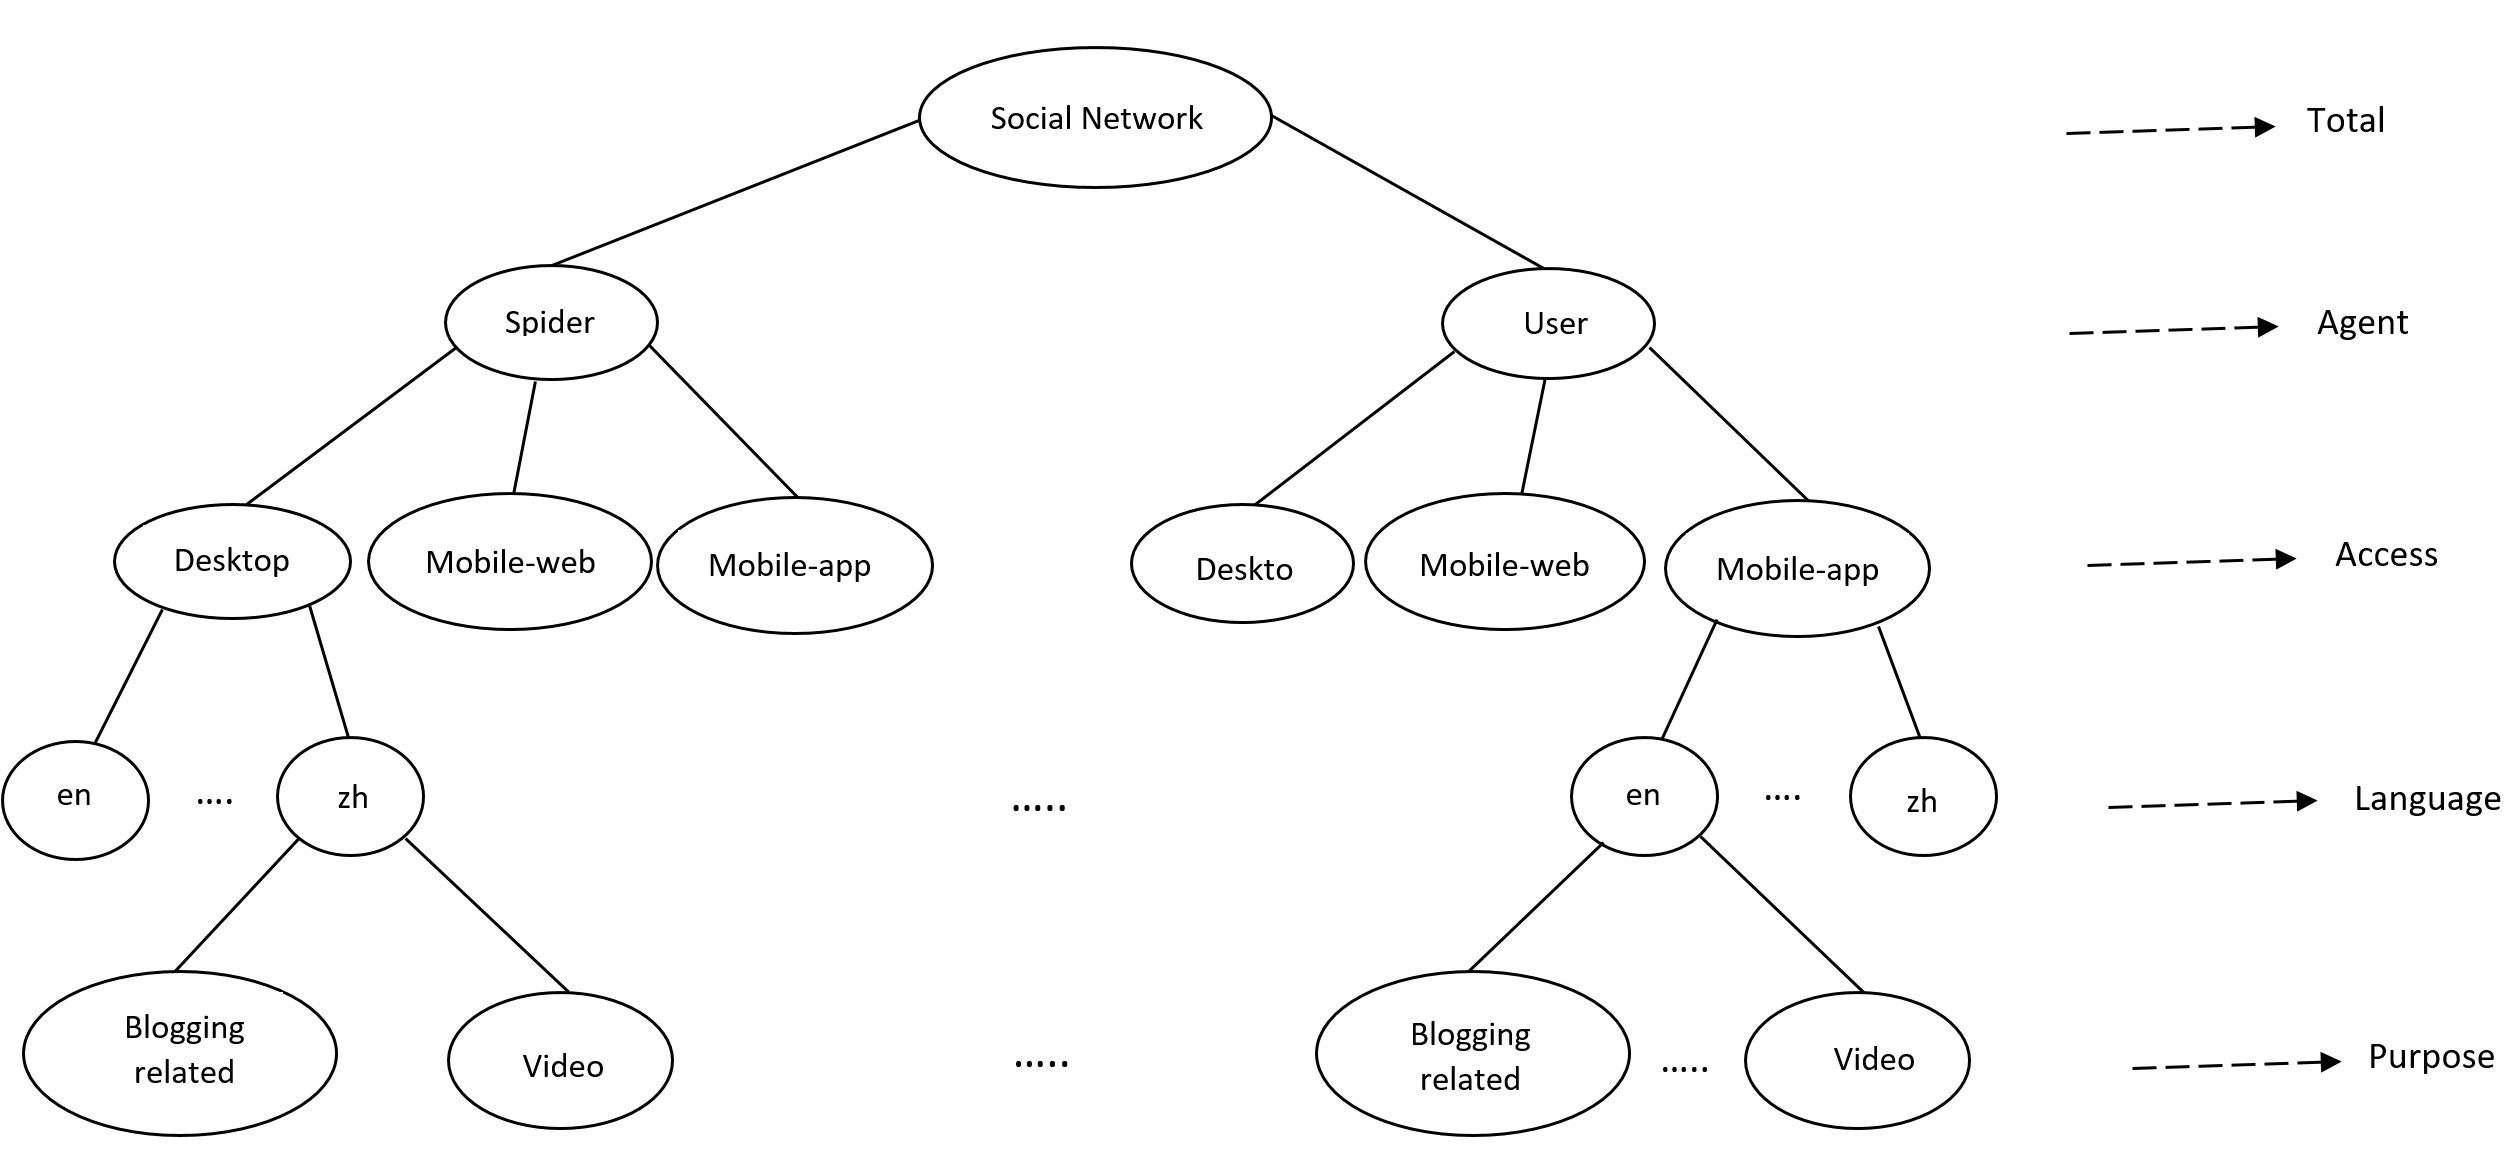 Social Network
Total
Spider
User
Agent
Desktop
Mobile-web
Mobile-app
Deskto
Mobile-web
Mobile-app
Access
en
....
zh
.....
en
....
zh
Language
Blogging
related
Video
.....
Blogging
related
.....
Video
Purpose